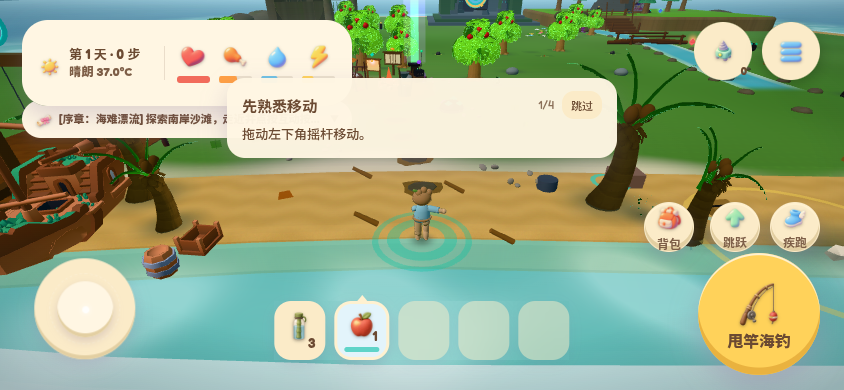 第 1 天 · 0 步
晴朗 37.0°C
[序章：海难漂流] 探索南岸沙滩，
先熟悉移动
1/4
跳过
拖动左下角摇杆移动。
0
背包
跳跃
疾跑
3
1
甩竿海钓